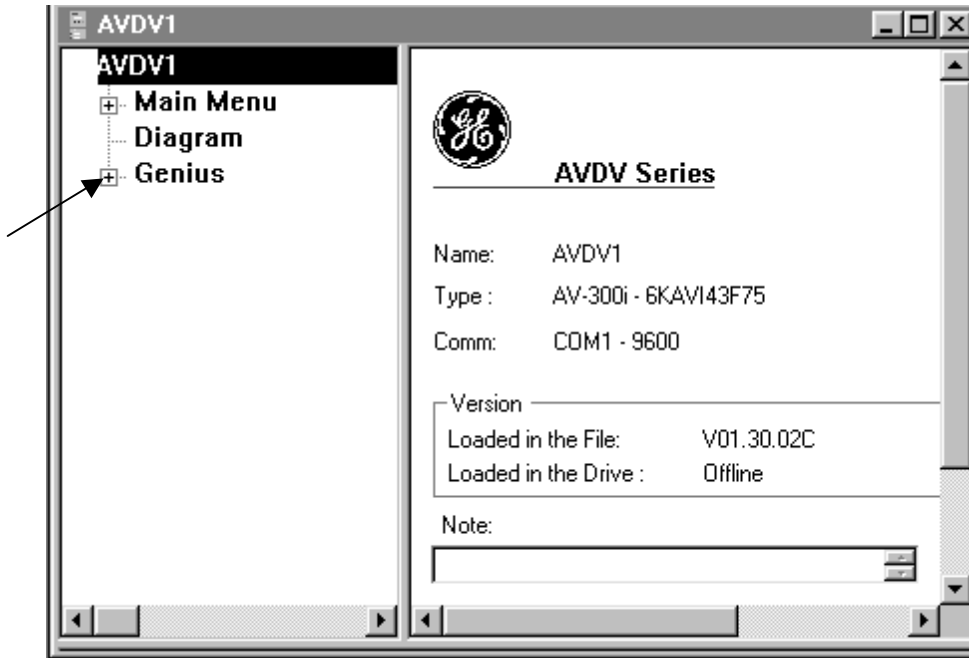 AVDV1
AVDV1
Main Menu
Diagram
Genius
GE
AVDV Series
Name: AVDV1
Type : AV-300i - 6KAVI43F75
Comm: COM1 - 9600
Version
Loaded in the File: V01.30.02C
Loaded in the Drive : Offline
Note: